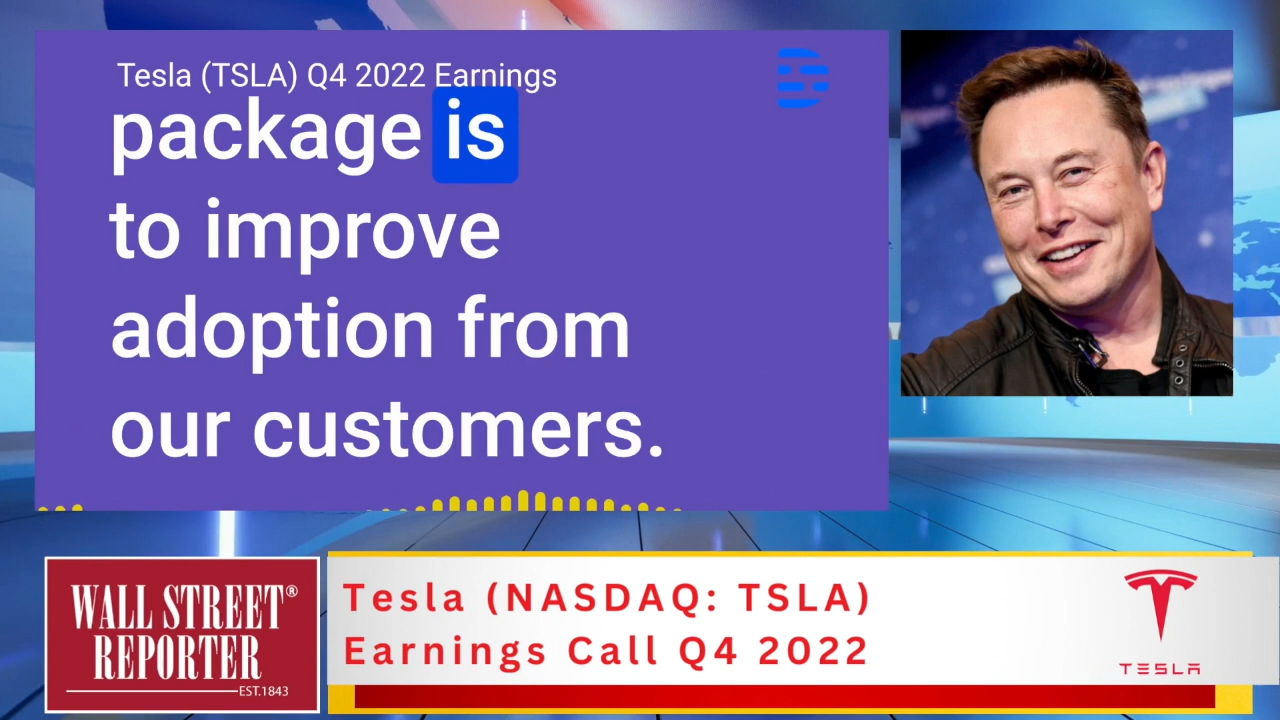 Tesla (TSLA) Q4 2022 Earnings
package is
to improve
adoption from
our customers.
WALL STREET®
REPORTER
EST.1843
Tesla (NASDAQ: TSLA)
Earnings Call Q4 2022
TESLA